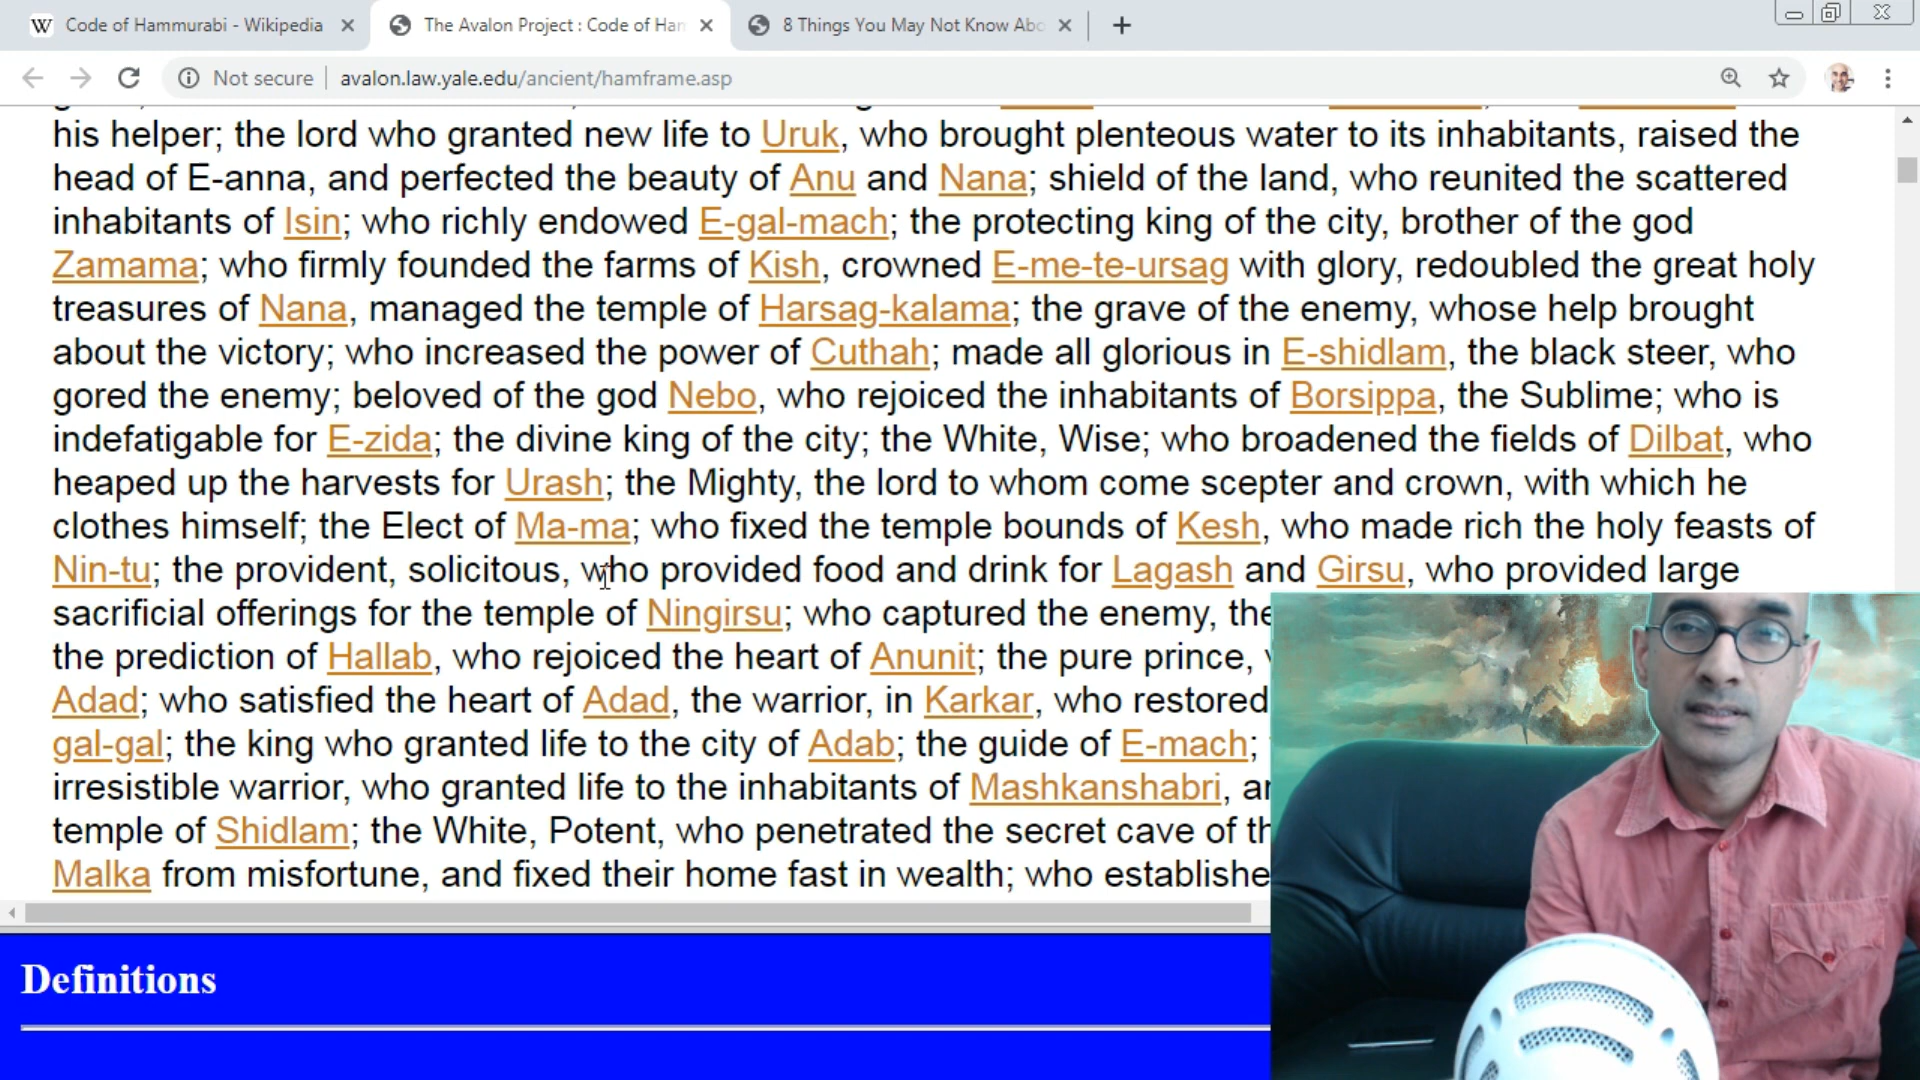 W Code of Hammurabi - Wikipedia
The Avalon Project : Code of Ham
8 Things You May Not Know Abo
Not secure
avalon.law.yale.edu/ancient/hamframe.asp
his helper; the lord who granted new life to Uruk, who brought plenteous water to its inhabitants, raised the
head of E-anna, and perfected the beauty of Anu and Nana; shield of the land, who reunited the scattered
inhabitants of Isin; who richly endowed E-gal-mach; the protecting king of the city, brother of the god
Zamama; who firmly founded the farms of Kish, crowned E-me-te-ursag with glory, redoubled the great holy
treasures of Nana, managed the temple of Harsag-kalama; the grave of the enemy, whose help brought
about the victory; who increased the power of Cuthah; made all glorious in E-shidlam, the black steer, who
gored the enemy; beloved of the god Nebo, who rejoiced the inhabitants of Borsippa, the Sublime; who is
indefatigable for E-zida; the divine king of the city; the White, Wise; who broadened the fields of Dilbat, who
heaped up the harvests for Urash; the Mighty, the lord to whom come scepter and crown, with which he
clothes himself; the Elect of Ma-ma; who fixed the temple bounds of Kesh, who made rich the holy feasts of
Nin-tu; the provident, solicitous, who provided food and drink for Lagash and Girsu, who provided large
sacrificial offerings for the temple of Ningirsu; who captured the enemy, the
the prediction of Hallab, who rejoiced the heart of Anunit; the pure prince,
Adad; who satisfied the heart of Adad, the warrior, in Karkar, who restored
gal-gal; the king who granted life to the city of Adab; the guide of E-mach;
irresistible warrior, who granted life to the inhabitants of Mashkanshabri,
temple of Shidlam; the White, Potent, who penetrated the secret cave of
Malka from misfortune, and fixed their home fast in wealth; who establishe
Definitions